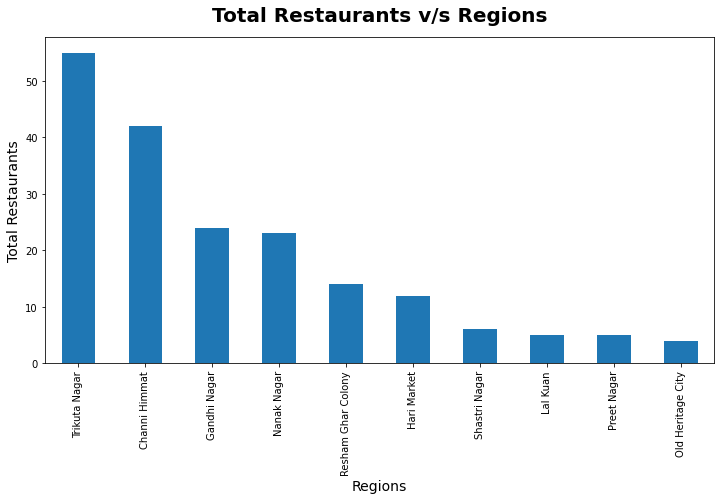 Total Restaurants v/s Regions
Total Restaurants
50
40
30
20
10
0
Trikuta Nagar
Channi Himmat
Gandhi Nagar
Nanak Nagar
Resham Ghar Colony
Hari Market
Shastri Nagar
Lal Kuan
Preet Nagar
Old Heritage City
Regions